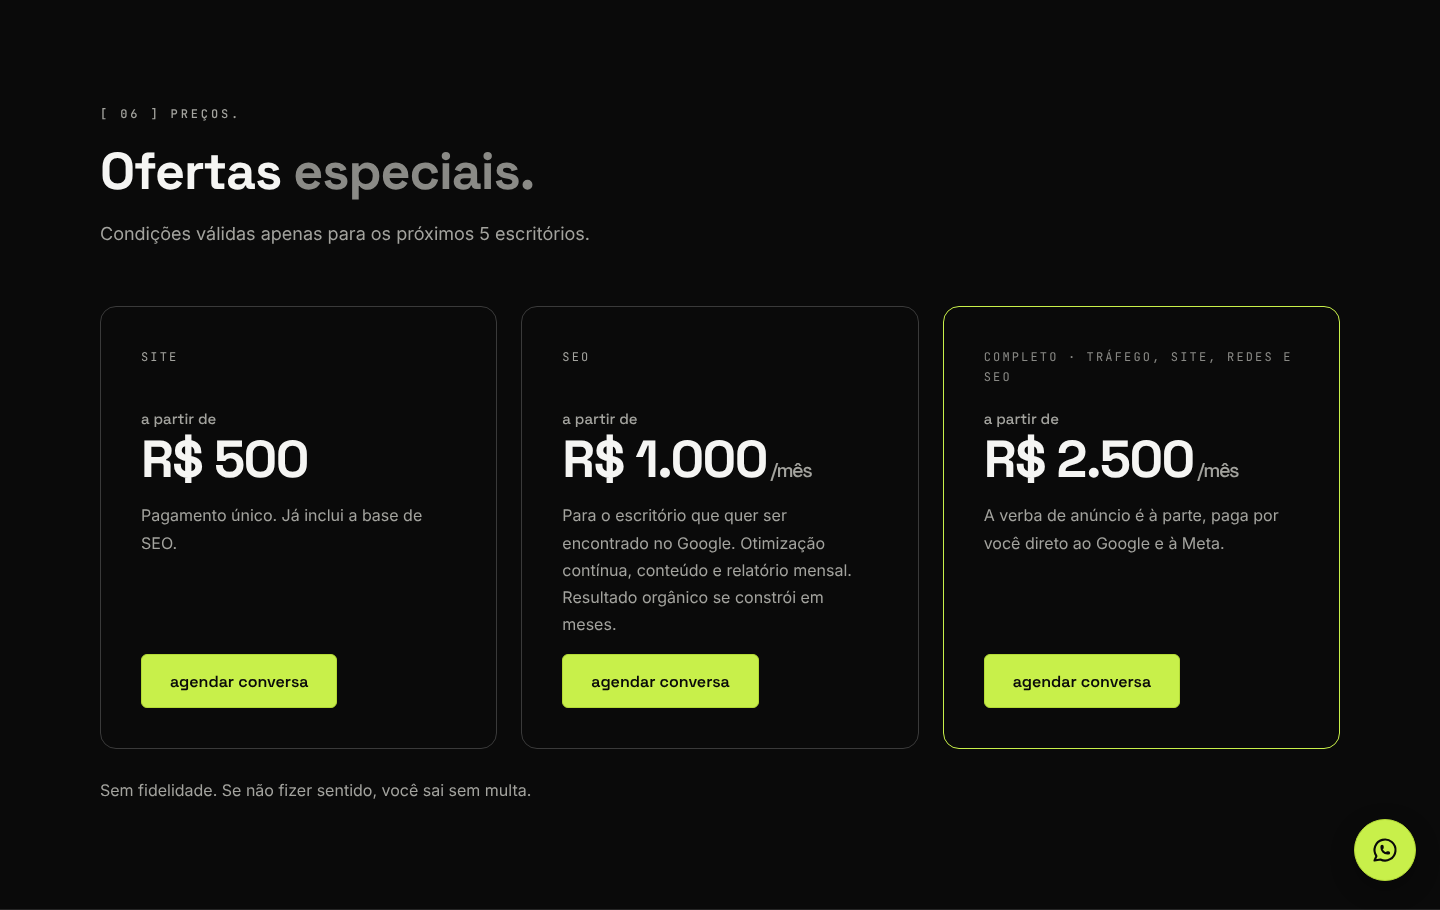 [ 06 ] PREÇOS.
Ofertas especiais.
Condições válidas apenas para os próximos 5 escritórios.
SITE
a partir de
R$ 500
Pagamento único. Já inclui a base de
SEO.
agendar conversa
SEO
a partir de
R$ 1.000 /mês
Para o escritório que quer ser
encontrado no Google. Otimização
contínua, conteúdo e relatório mensal.
Resultado orgânico se constrói em
meses.
agendar conversa
COMPLETO · TRÁFEGO, SITE, REDES E
SEO
a partir de
R$ 2.500 /mês
A verba de anúncio é à parte, paga por
você direto ao Google e à Meta.
agendar conversa
Sem fidelidade. Se não fizer sentido, você sai sem multa.